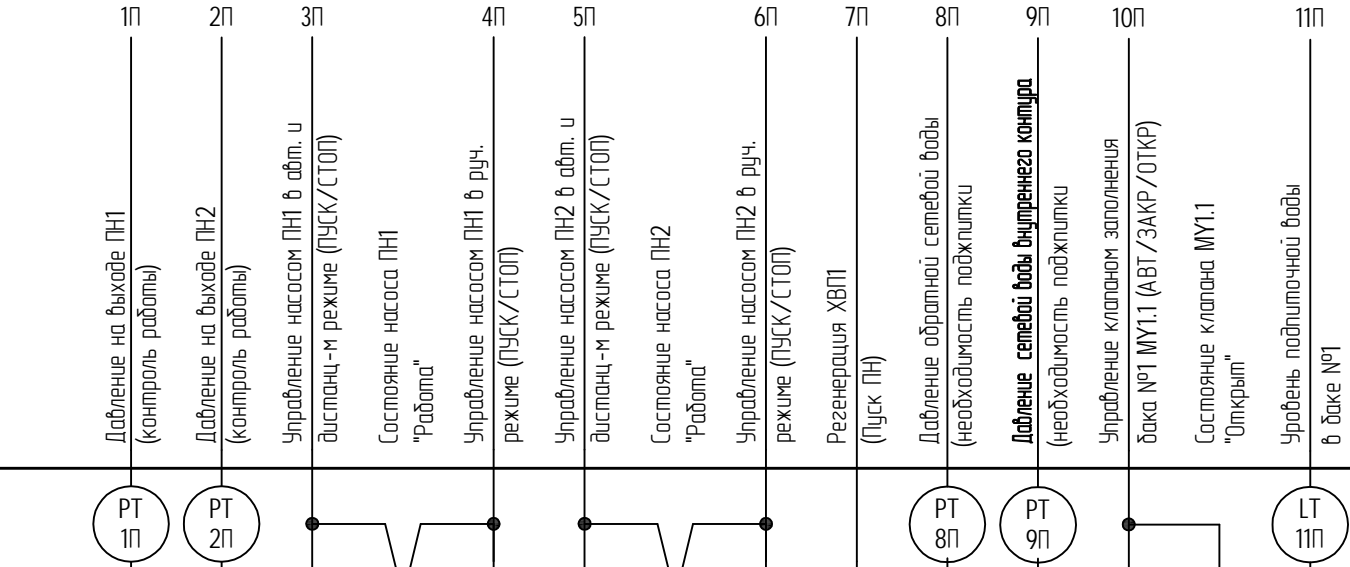 1П
2П
3П
4П
5П
6П
7П
8П
9П
10П
11П
Давление на выходе ПН1
(контроль работы)
Давление на выходе ПН2
(контроль работы)
Управление насосом ПН1 в авт. и
дистанц-м режиме (ПУСК/СТОП)
Состояние насоса ПН1
"Работа"
Управление насосом ПН1 в руч.
режиме (ПУСК/СТОП)
Управление насосом ПН2 в авт. и
дистанц-м режиме (ПУСК/СТОП)
Состояние насоса ПН2
"Работа"
Управление насосом ПН2 в руч.
режиме (ПУСК/СТОП)
Регенерация ХВП1
(Пуск ПН)
Давление обратной сетевой воды
(необходимость поджпитки
Давление сетевой воды внутреннего контура
(необходимость поджпитки
Управление клапаном заполнения
бака №1 МУ1.1 (АВТ/ЗАКР/ОТКР)
Состояние клапана МУ1.1
"Открыт"
Уровень подпиточной воды
в баке №1
PT
1П
PT
2П
PT
8П
PT
9П
LT
11П